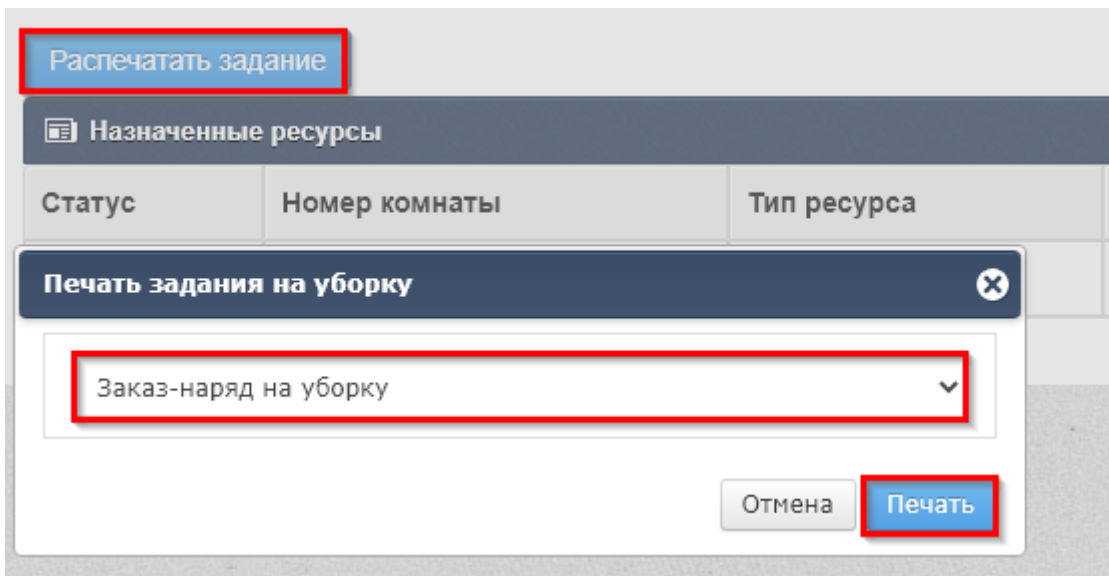 Распечатать задание
Назначенные ресурсы
Статус Номер комнаты Тип ресурса
Печать задания на уборку
Заказ-наряд на уборку
Отмена Печать